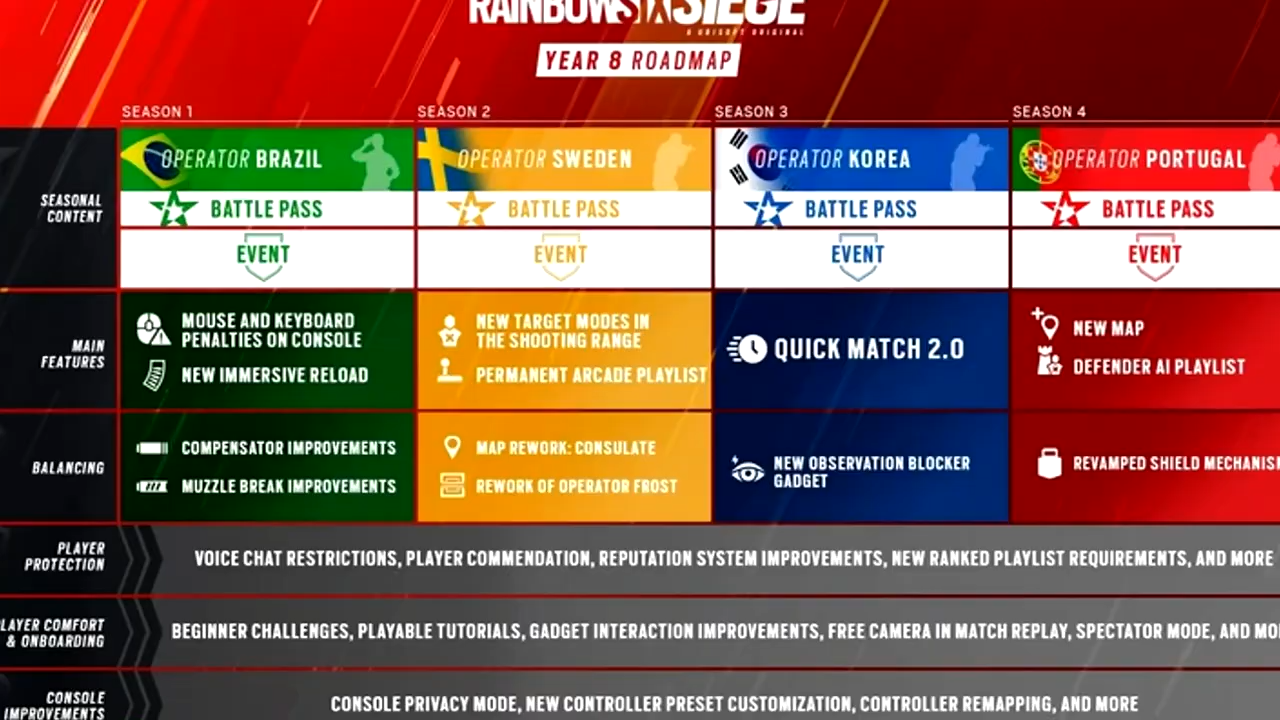 RAINBOW SIX SIEGE
A UBISOFT ORIGINAL
YEAR 8 ROADMAP
SEASON 1
SEASON 2
SEASON 3
SEASON 4
SEASONAL
CONTENT
OPERATOR BRAZIL
OPERATOR SWEDEN
OPERATOR KOREA
OPERATOR PORTUGAL
BATTLE PASS
BATTLE PASS
BATTLE PASS
BATTLE PASS
EVENT
EVENT
EVENT
EVENT
MAIN
FEATURES
MOUSE AND KEYBOARD
PENALTIES ON CONSOLE
NEW IMMERSIVE RELOAD
NEW TARGET MODES IN
THE SHOOTING RANGE
PERMANENT ARCADE PLAYLIST
QUICK MATCH 2.0
NEW MAP
DEFENDER AI PLAYLIST
BALANCING
COMPENSATOR IMPROVEMENTS
MUZZLE BREAK IMPROVEMENTS
MAP REWORK: CONSULATE
REWORK OF OPERATOR FROST
NEW OBSERVATION BLOCKER
GADGET
REVAMPED SHIELD MECHANIS
PLAYER
PROTECTION
VOICE CHAT RESTRICTIONS, PLAYER COMMENDATION, REPUTATION SYSTEM IMPROVEMENTS, NEW RANKED PLAYLIST REQUIREMENTS, AND MORE
LAYER COMFORT
& ONBOARDING
BEGINNER CHALLENGES, PLAYABLE TUTORIALS, GADGET INTERACTION IMPROVEMENTS, FREE CAMERA IN MATCH REPLAY, SPECTATOR MODE, AND MO
CONSOLE
IMPROVEMENTS
CONSOLE PRIVACY MODE, NEW CONTROLLER PRESET CUSTOMIZATION, CONTROLLER REMAPPING, AND MORE